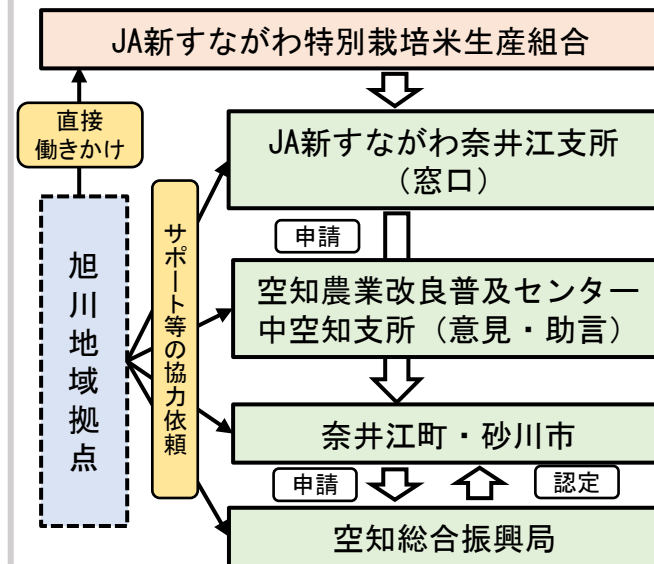 JA新すながわ特別栽培米生産組合
直接
働きかけ
JA新すながわ奈井江支所
（窓口）
申請
サポート等の協力依頼
旭川地域拠点
空知農業改良普及センター
中空知支所（意見・助言）
奈井江町・砂川市
申請
認定
空知総合振興局